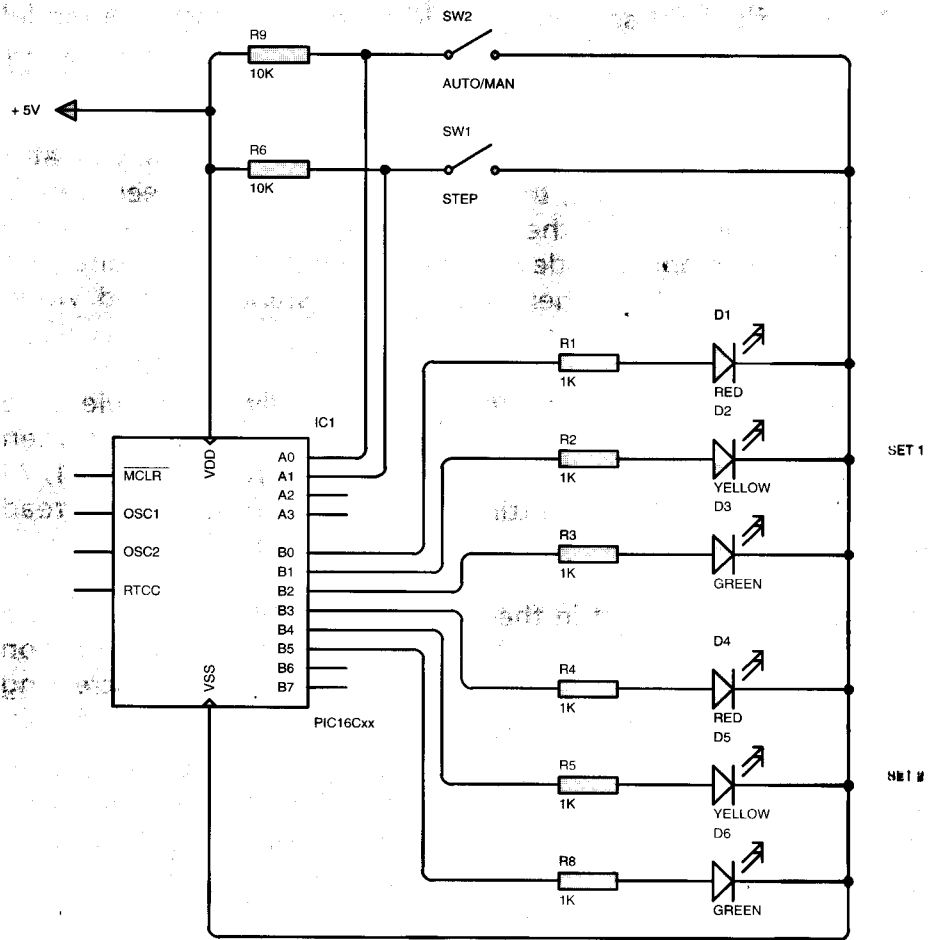 SW2
R9
10K
AUTO/MAN
+ 5V
SW1
R6
10K
STEP
D1
R1
1K
RED
D2
IC1
R2
1K
SET 1
YELLOW
D3
VDD
A0
MCLR
A1
A2
OSC1
A3
R3
1K
GREEN
OSC2
B0
B1
RTCC
B2
B3
B4
B5
B6
B7
VSS
PIC16Cxx
D4
R4
1K
RED
D5
R5
1K
YELLOW
D6
R8
1K
GREEN